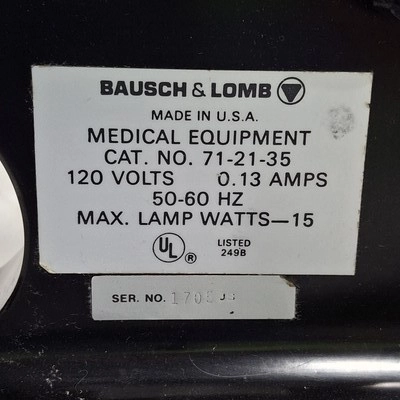 BAUSCH & LOMB
MADE IN U.S.A.
MEDICAL EQUIPMENT
CAT. NO. 71-21-35
120 VOLTS 0.13 AMPS
50-60 HZ
MAX. LAMP WATTS—15
UL ® LISTED
249B
SER. NO.